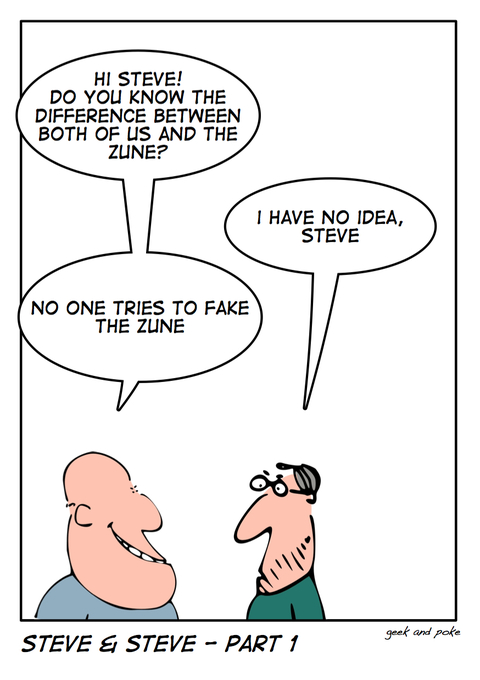 HI STEVE!
DO YOU KNOW THE
DIFFERENCE BETWEEN
BOTH OF US AND THE
ZUNE?
I HAVE NO IDEA,
STEVE
NO ONE TRIES TO FAKE
THE ZUNE
STEVE & STEVE - PART 1
geek and poke